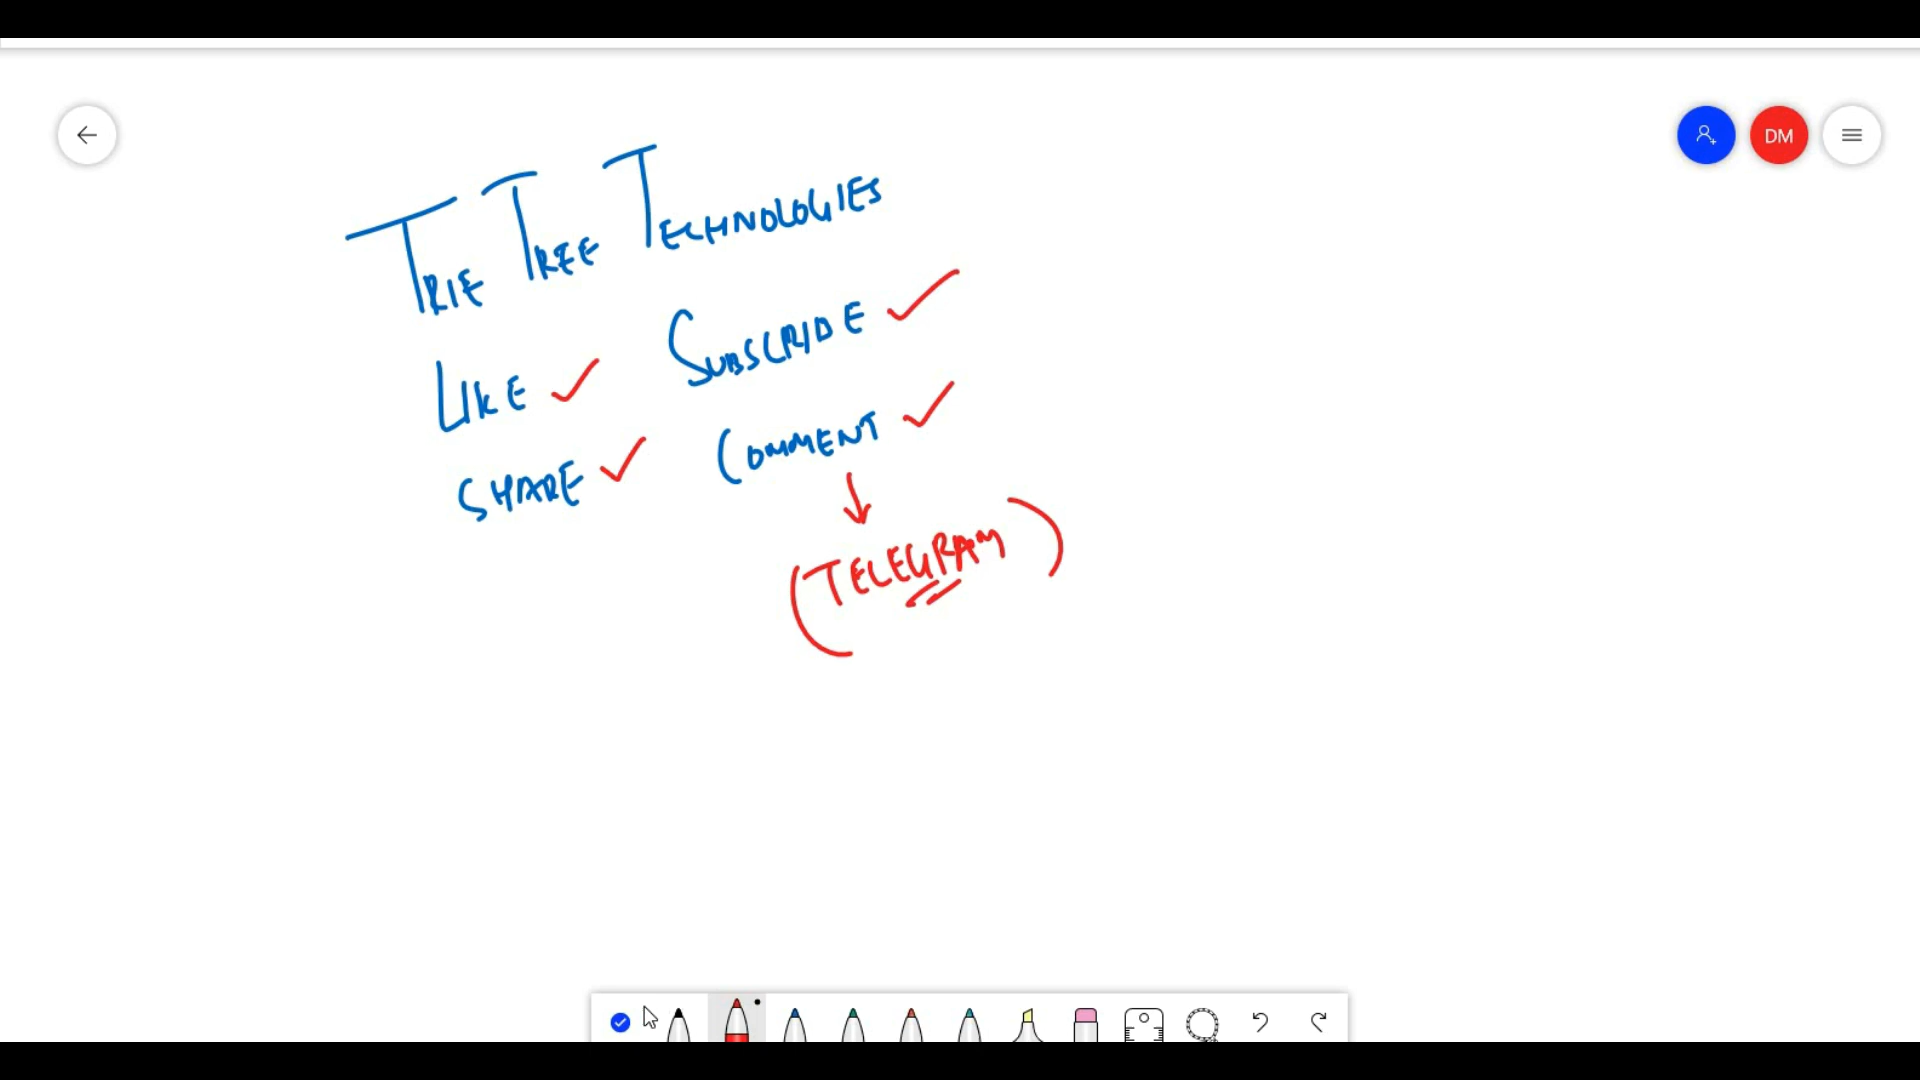 DM
TRIE TREE TECHNOLOGIES
LIKE ✓ SUBSCRIBE ✓
SHARE ✓ COMMENT ✓
(TELEGRAM)